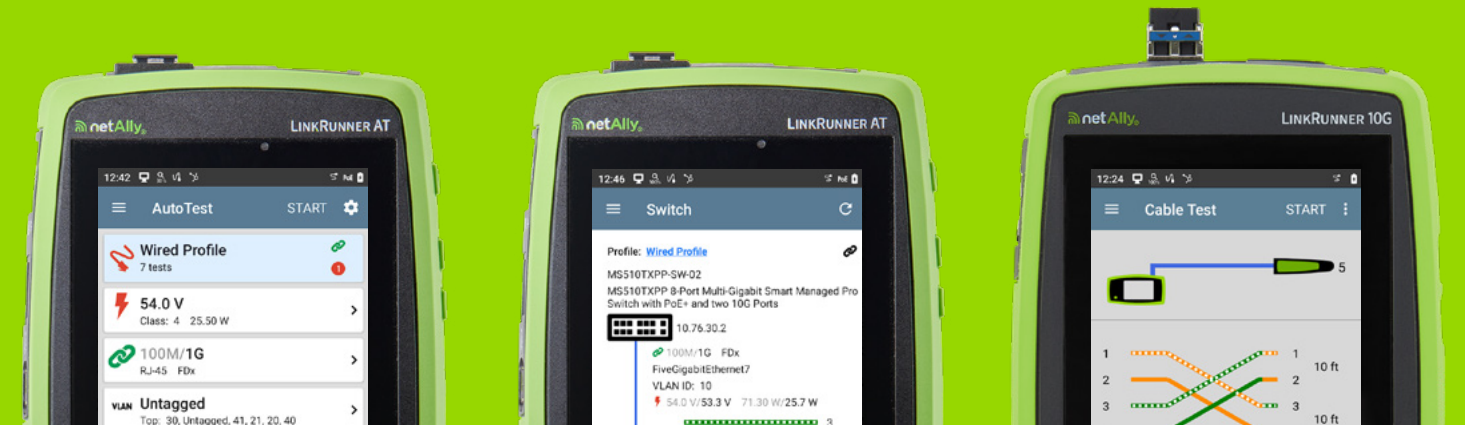 netAlly®
LINKRUNNER AT
12:42
PoE
AutoTest START
Wired Profile
7 tests
1
54.0 V
Class: 4 25.50 W
100M/1G
RJ-45 FDx
VLAN Untagged
Top: 30, Untagged, 41, 21, 20, 40
netAlly®
LINKRUNNER AT
12:46
PoE
Switch
Profile: Wired Profile
MS510TXPP-SW-02
MS510TXPP 8-Port Multi-Gigabit Smart Managed Pro
Switch with PoE+ and two 10G Ports
10.76.30.2
100M/1G FDx
FiveGigabitEthernet7
VLAN ID: 10
54.0 V/53.3 V 71.30 W/25.7 W
3
netAlly®
LINKRUNNER 10G
12:24
Cable Test START
5
1 1
10 ft
2 2
3 3
10 ft